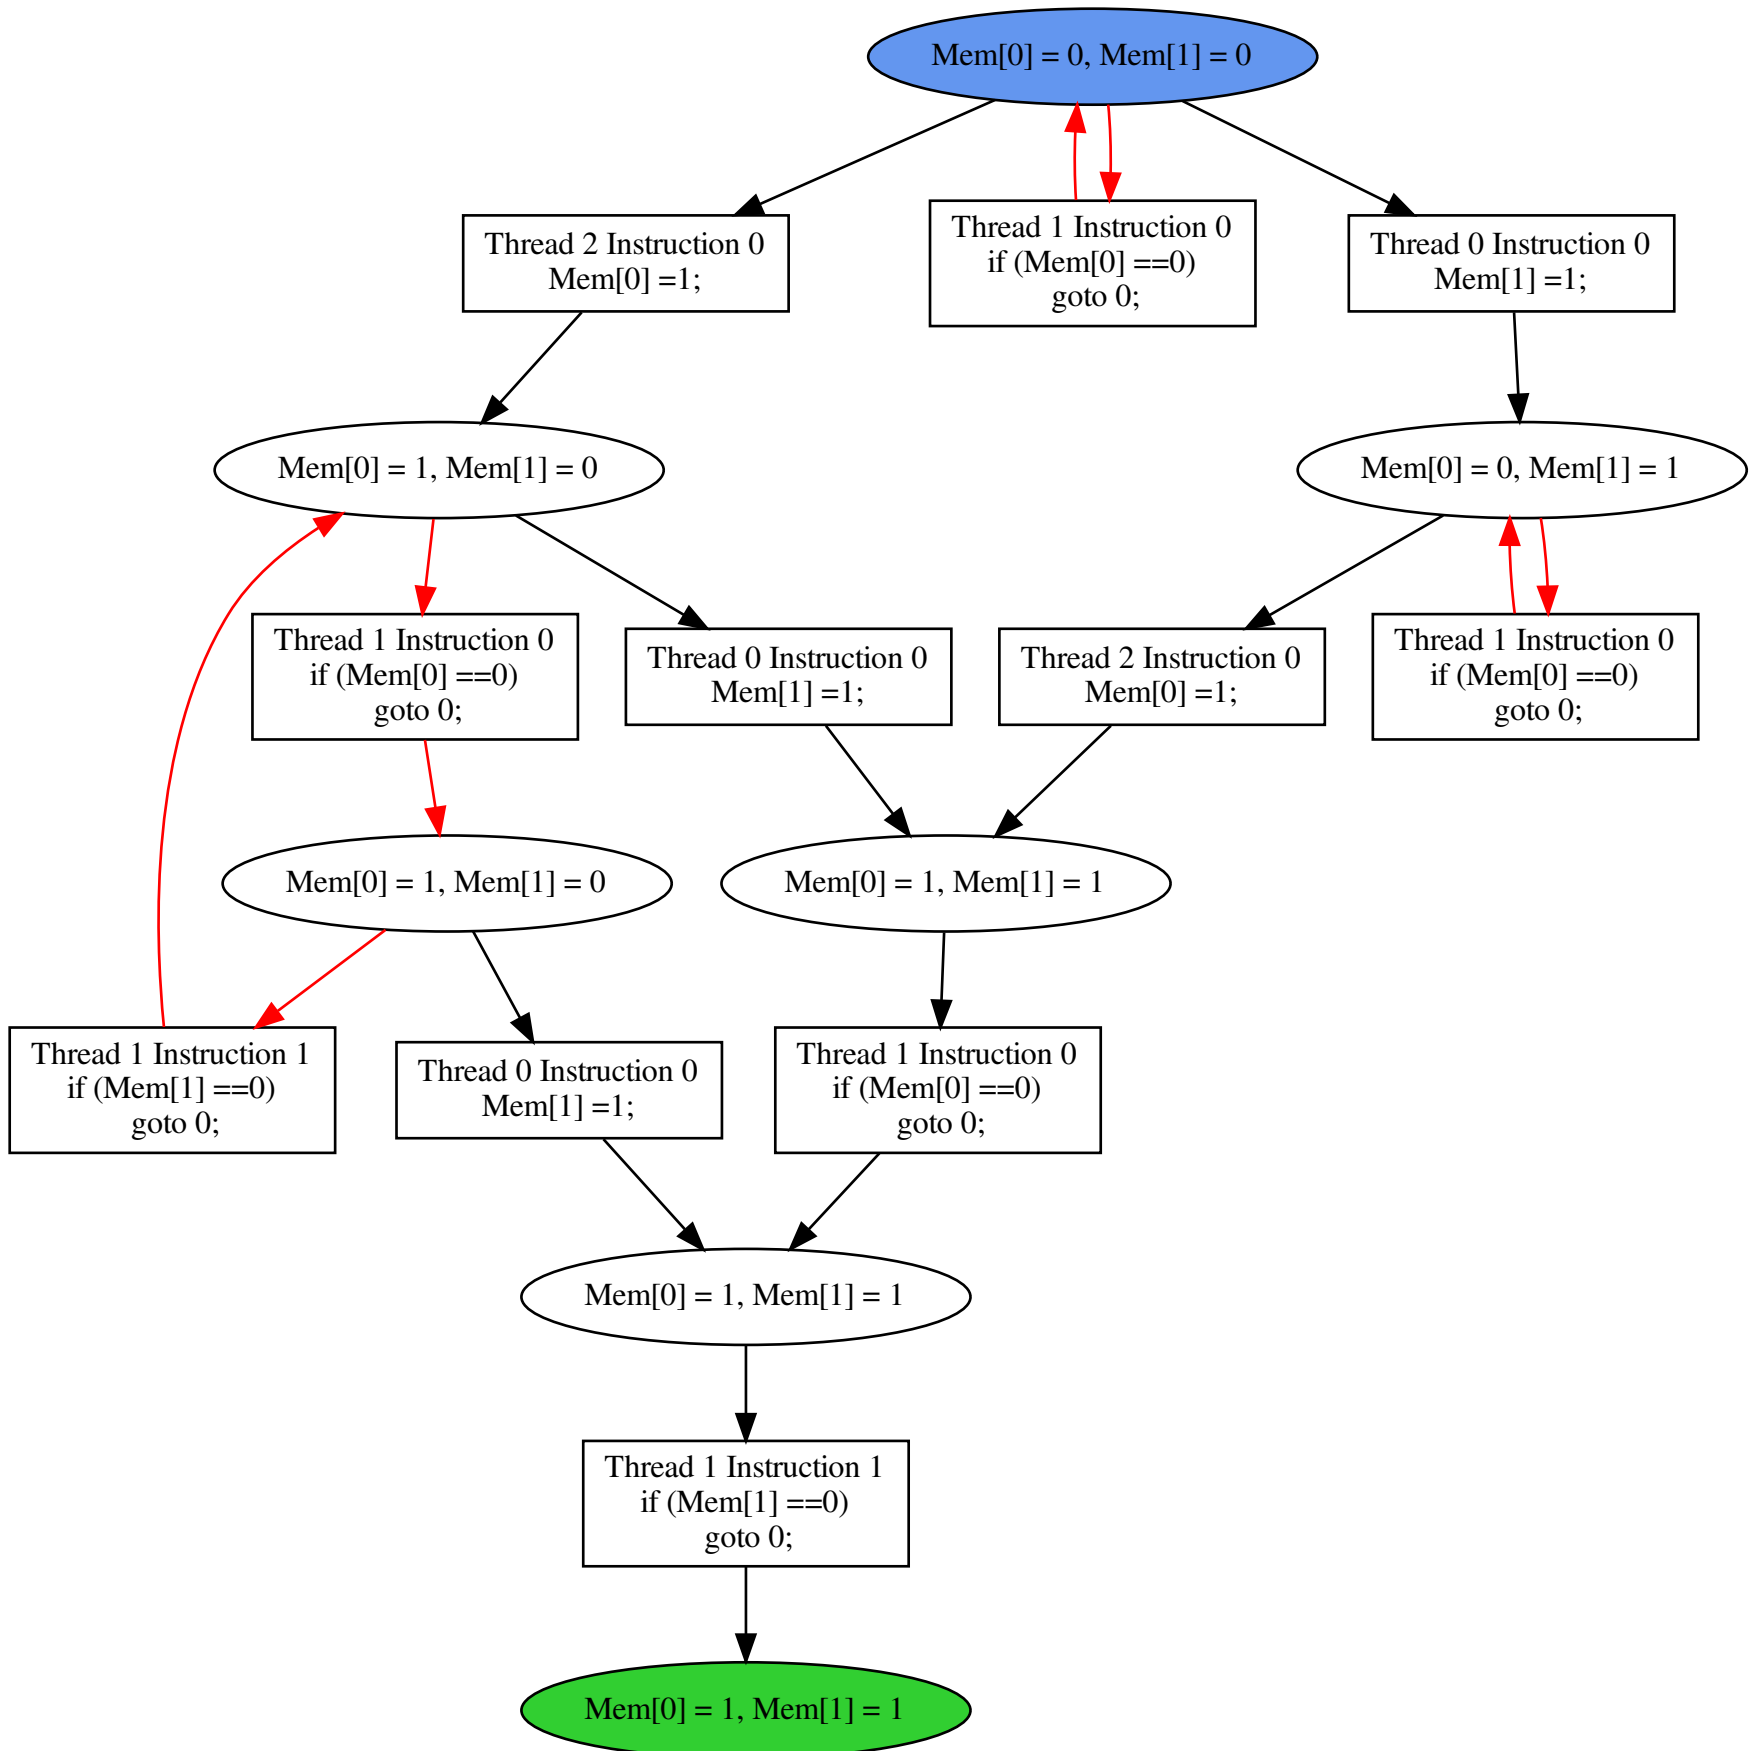 Mem[0] = 0, Mem[1] = 0
Thread 2 Instruction 0
Mem[0] =1;
Thread 1 Instruction 0
if (Mem[0] ==0)
goto 0;
Thread 0 Instruction 0
Mem[1] =1;
Mem[0] = 1, Mem[1] = 0
Mem[0] = 0, Mem[1] = 1
Thread 1 Instruction 0
if (Mem[0] ==0)
goto 0;
Thread 0 Instruction 0
Mem[1] =1;
Thread 2 Instruction 0
Mem[0] =1;
Thread 1 Instruction 0
if (Mem[0] ==0)
goto 0;
Mem[0] = 1, Mem[1] = 0
Mem[0] = 1, Mem[1] = 1
Thread 1 Instruction 1
if (Mem[1] ==0)
goto 0;
Thread 0 Instruction 0
Mem[1] =1;
Thread 1 Instruction 0
if (Mem[0] ==0)
goto 0;
Mem[0] = 1, Mem[1] = 1
Thread 1 Instruction 1
if (Mem[1] ==0)
goto 0;
Mem[0] = 1, Mem[1] = 1